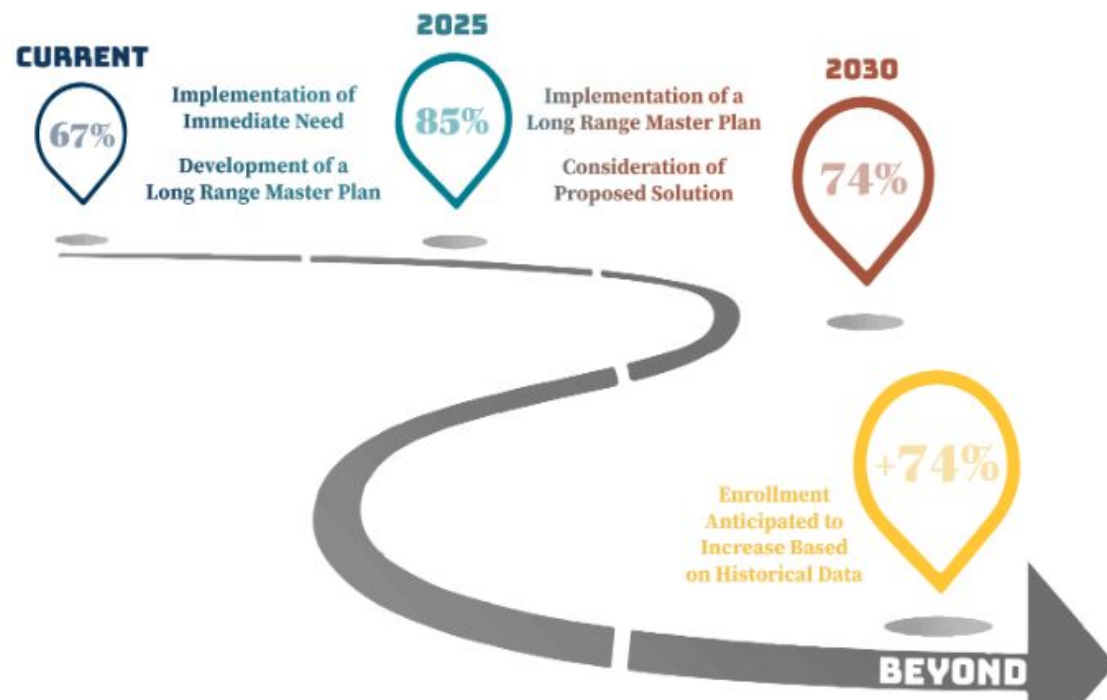 CURRENT
67%
Implementation of
Immediate Need
Development of a
Long Range Master Plan
2025
85%
Implementation of a
Long Range Master Plan
Consideration of
Proposed Solution
2030
74%
+74%
Enrollment
Anticipated to
Increase Based
on Historical Data
BEYOND